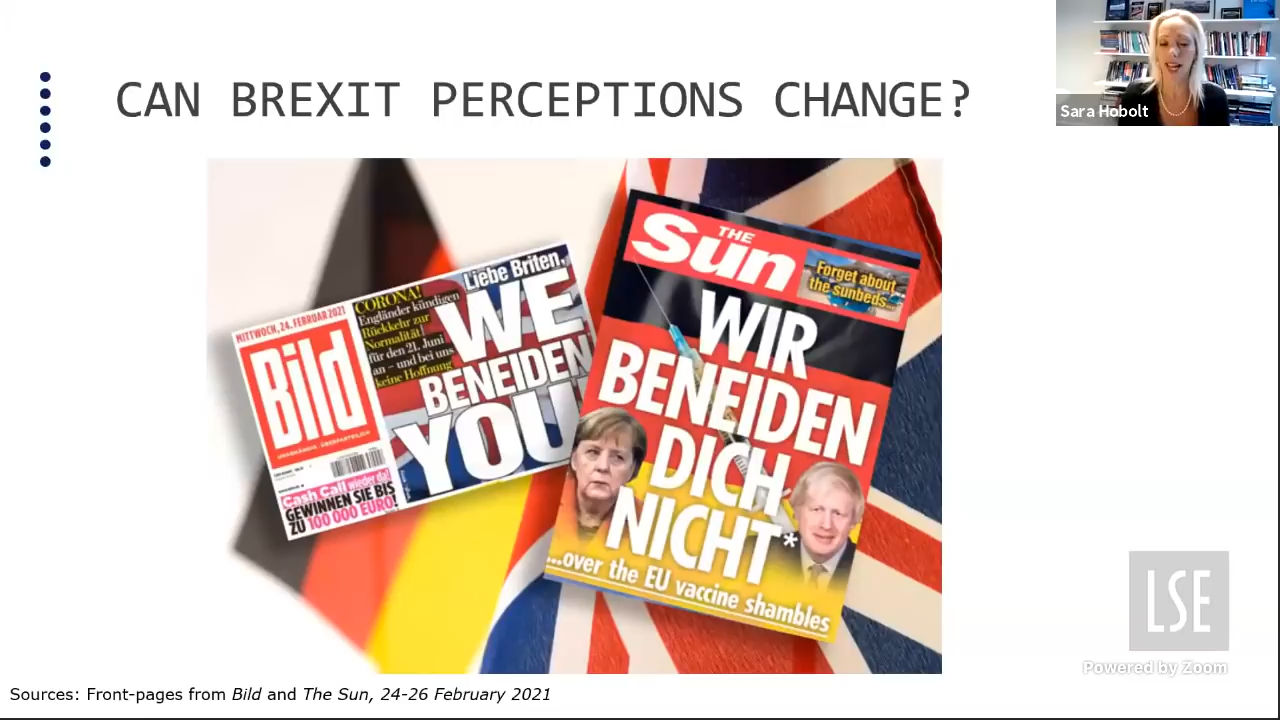 CAN BREXIT PERCEPTIONS CHANGE?
Sara Hobolt
MITTWOCH, 24. FEBRUAR 2021
Bild
UNABHÄNGIG · ÜBERPARTEILICH
CORONA!
Engländer kündigen
Rückkehr zur
Normalität
für den 21. Juni
an – und bei uns
keine Hoffnung
Liebe Briten,
WE
BENEIDEN
YOU!
Cash Call wieder da!
GEWINNEN SIE BIS
ZU 100 000 EURO!
THE
Sun
Forget about
the sunbeds...
WIR
BENEIDEN
DICH
NICHT*
...over the EU vaccine shambles
LSE
Powered by Zoom
Sources: Front-pages from Bild and The Sun, 24-26 February 2021